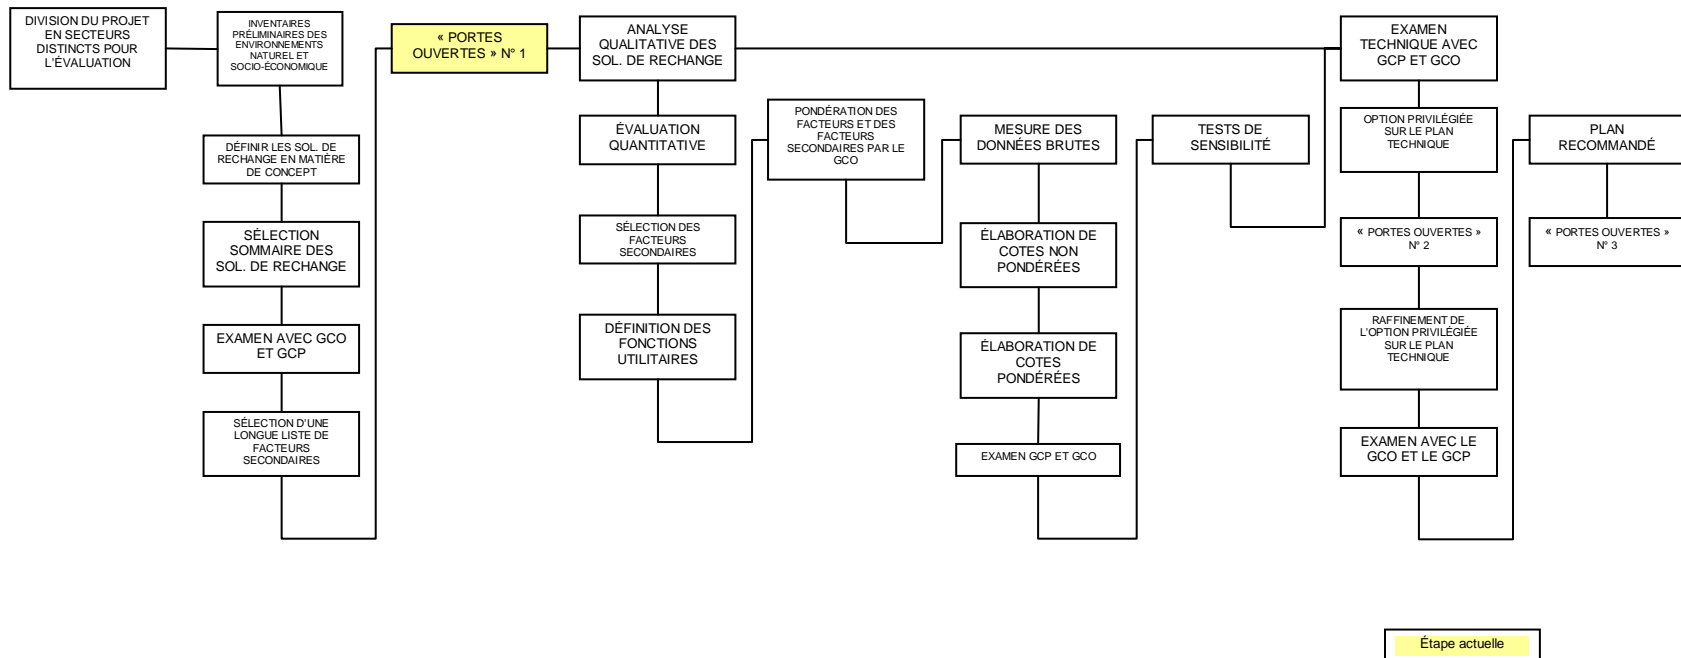 DIVISION DU PROJET
EN SECTEURS
DISTINCTS POUR
L'ÉVALUATION
INVENTAIRES
PRÉLIMINAIRES DES
ENVIRONNEMENTS
NATUREL ET
SOCIO-ÉCONOMIQUE
DÉFINIR LES SOL. DE
RECHANGE EN MATIÈRE
DE CONCEPT
SÉLECTION
SOMMAIRE DES
SOL. DE RECHANGE
EXAMEN AVEC GCO
ET GCP
SÉLECTION D'UNE
LONGUE LISTE DE
FACTEURS
SECONDAIRES
« PORTES
OUVERTES » N° 1
ANALYSE
QUALITATIVE DES
SOL. DE RECHANGE
ÉVALUATION
QUANTITATIVE
SÉLECTION DES
FACTEURS
SECONDAIRES
DÉFINITION DES
FONCTIONS
UTILITAIRES
PONDÉRATION DES
FACTEURS ET DES
FACTEURS
SECONDAIRES PAR LE
GCO
MESURE DES
DONNÉES BRUTES
ÉLABORATION DE
COTES NON
PONDÉRÉES
ÉLABORATION DE
COTES
PONDÉRÉES
EXAMEN GCP ET GCO
TESTS DE
SENSIBILITÉ
EXAMEN
TECHNIQUE AVEC
GCP ET GCO
OPTION PRIVILÉGIÉE
SUR LE PLAN
TECHNIQUE
« PORTES OUVERTES »
N° 2
RAFFINEMENT DE
L'OPTION PRIVILÉGIÉE
SUR LE PLAN
TECHNIQUE
EXAMEN AVEC LE
GCO ET LE GCP
PLAN
RECOMMANDÉ
« PORTES OUVERTES »
N° 3
Étape actuelle